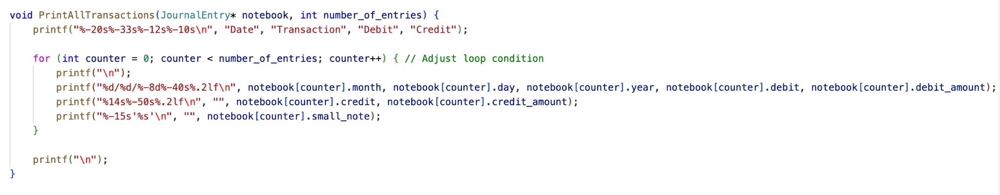 void PrintAllTransactions(JournalEntry* notebook, int number_of_entries) {
    printf("%-20s%-33s%-12s%-10s\n", "Date", "Transaction", "Debit", "Credit");

    for (int counter = 0; counter < number_of_entries; counter++) { // Adjust loop condition
        printf("\n");
        printf("%d/%d/%-8d%-40s%.2lf\n", notebook[counter].month, notebook[counter].day, notebook[counter].year, notebook[counter].debit, notebook[counter].debit_amount);
        printf("%14s%-50s%.2lf\n", "", notebook[counter].credit, notebook[counter].credit_amount);
        printf("%-15s'%s'\n", "", notebook[counter].small_note);
    }

    printf("\n");
}